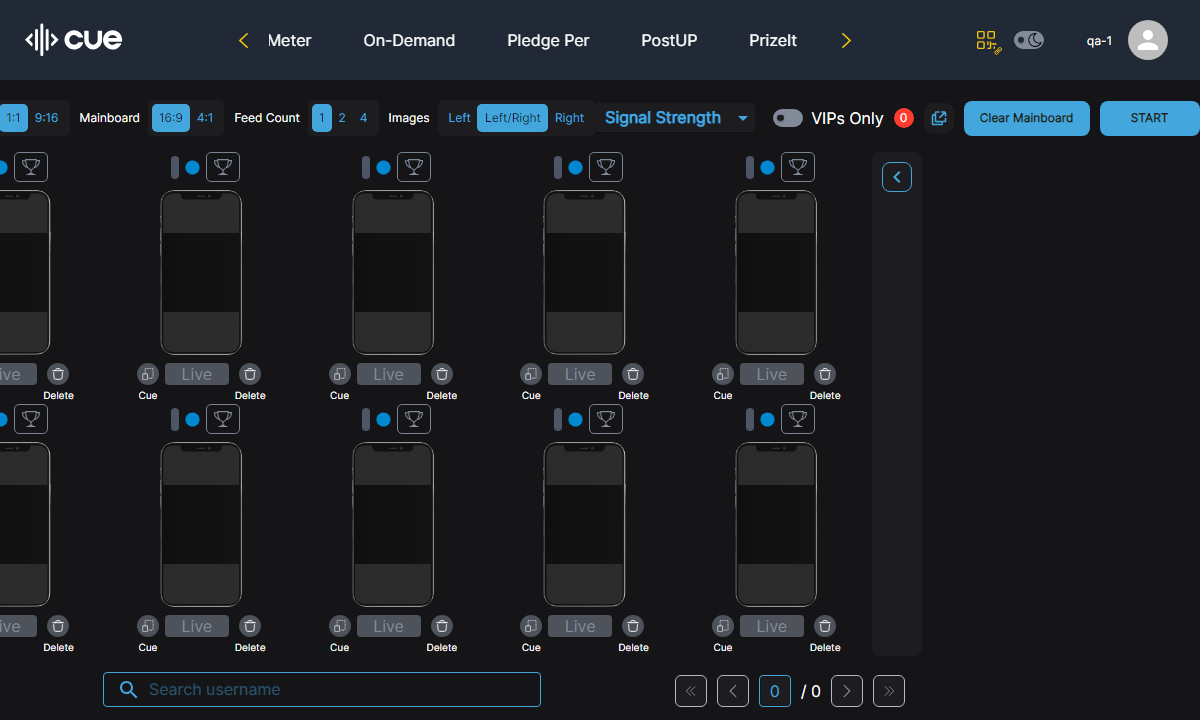 cue Meter On-Demand Pledge Per PostUP PrizeIt qa-1
1:1 9:16 Mainboard 16:9 4:1 Feed Count 1 2 4 Images Left Left/Right Right Signal Strength VIPs Only 0 Clear Mainboard START
ive Live Live Live Live
Delete Cue Delete Cue Delete Cue Delete Cue Delete
ive Live Live Live Live
Delete Cue Delete Cue Delete Cue Delete Cue Delete
Search username 0 / 0